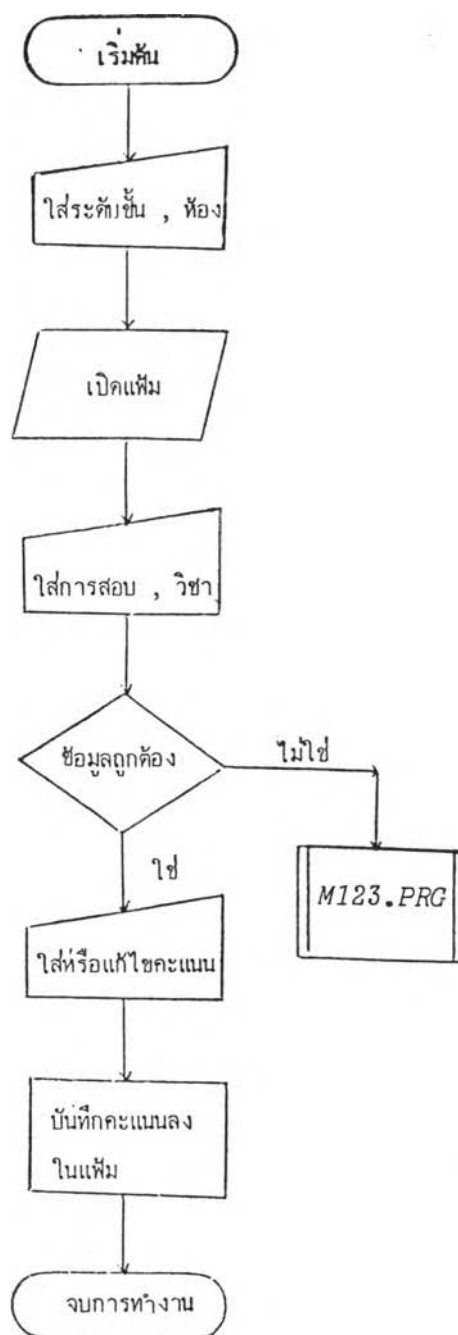 เริ่มต้น
ใส่ระดับชั้น , ห้อง
เปิดแฟ้ม
ใส่การสอบ , วิชา
ข้อมูลถูกต้อง
ไม่ใช่
M123.PRG
ใช่
ใส่หรือแก้ไขคะแนน
บันทึกคะแนนลง
ในแฟ้ม
จบการทำงาน